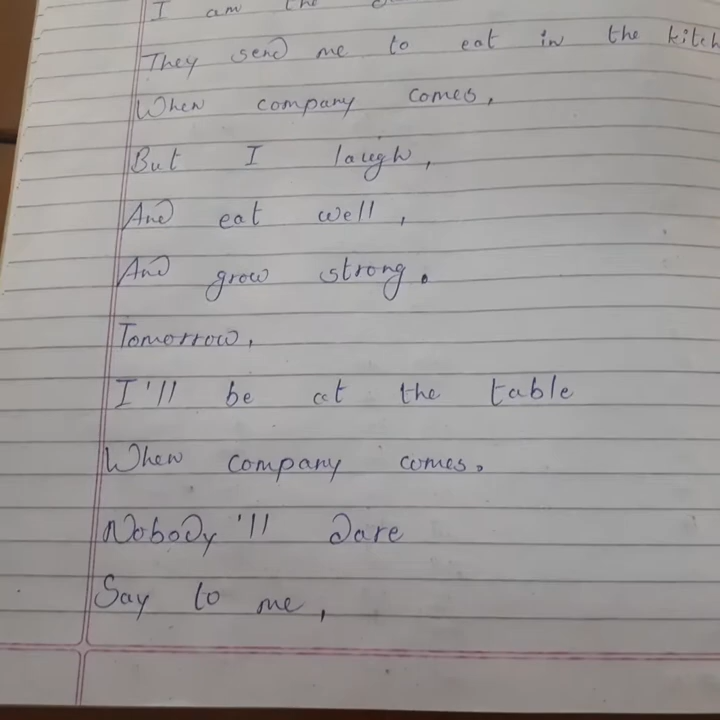 I am the
They send me to eat in the kitch
When company comes,
But I laugh,
And eat well,
And grow strong.
Tomorrow,
I'll be at the table
When company comes.
Nobody'll dare
Say to me,